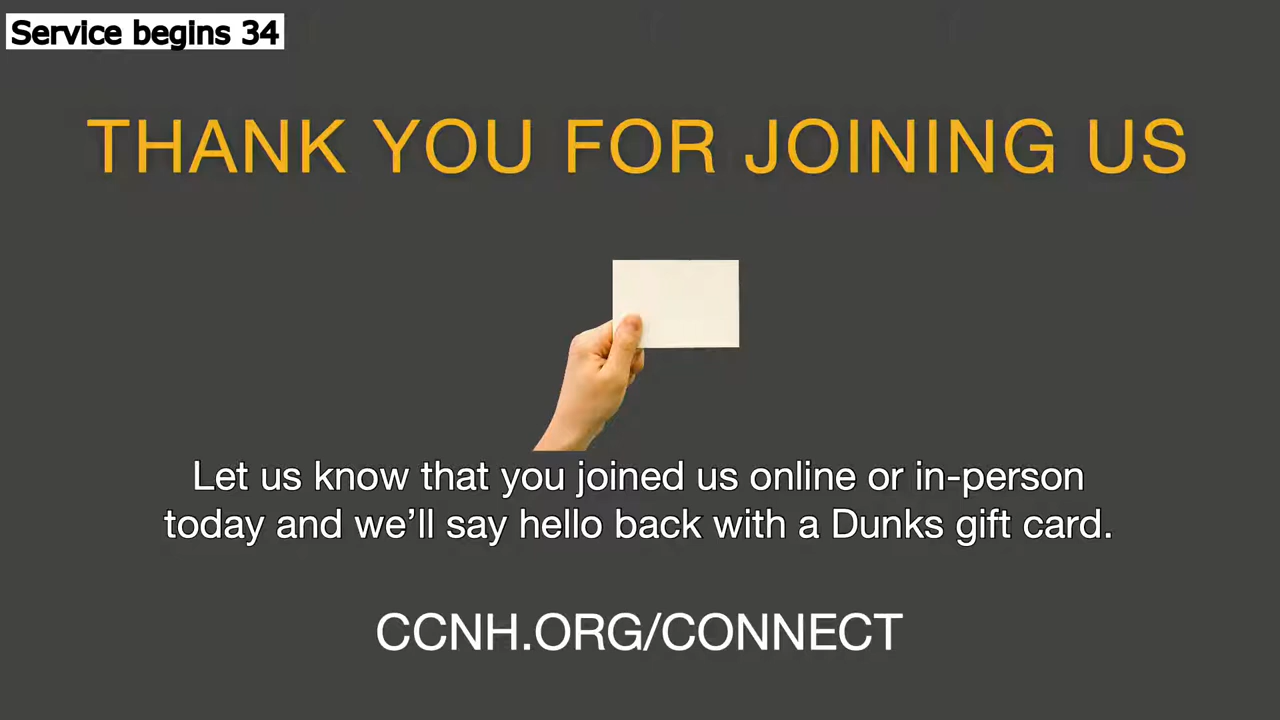 Service begins 34
THANK YOU FOR JOINING US
Let us know that you joined us online or in-person
today and we’ll say hello back with a Dunks gift card.
CCNH.ORG/CONNECT